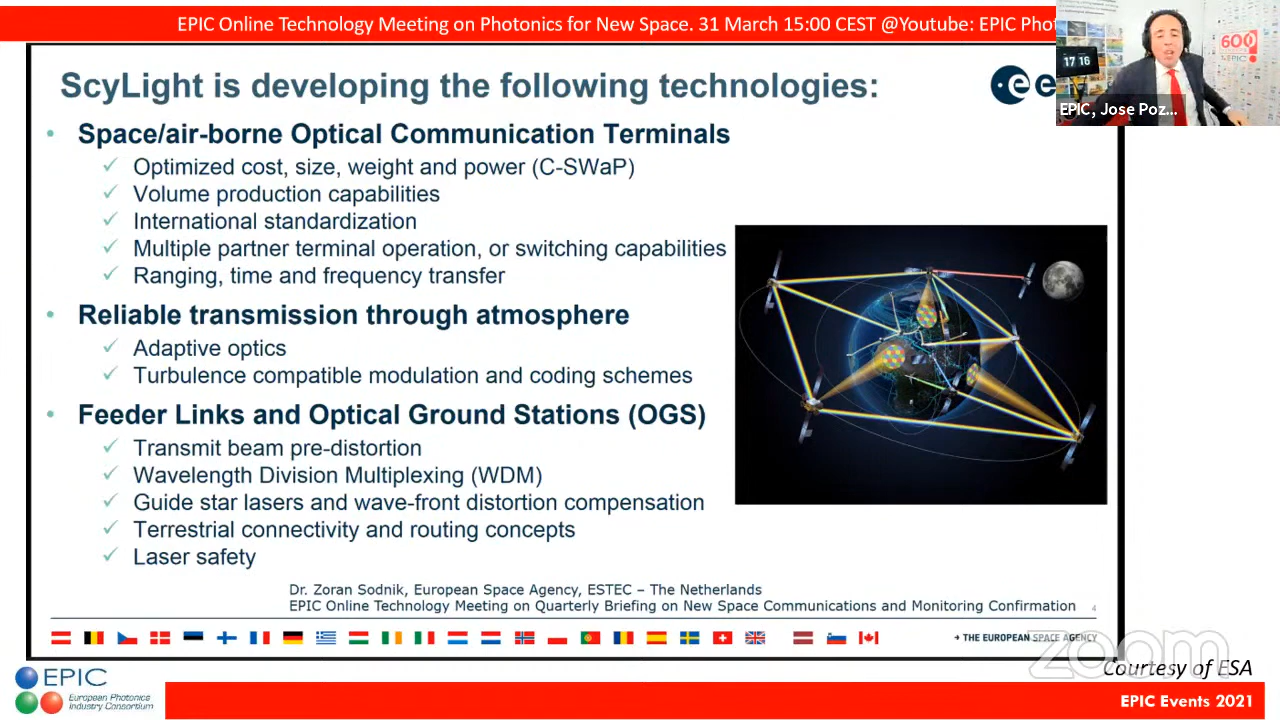 EPIC Online Technology Meeting on Photonics for New Space. 31 March 15:00 CEST @Youtube: EPIC Pho
17 16
600
EPIC, Jose Poz...
ScyLight is developing the following technologies:
• Space/air-borne Optical Communication Terminals
✓ Optimized cost, size, weight and power (C-SWaP)
✓ Volume production capabilities
✓ International standardization
✓ Multiple partner terminal operation, or switching capabilities
✓ Ranging, time and frequency transfer
• Reliable transmission through atmosphere
✓ Adaptive optics
✓ Turbulence compatible modulation and coding schemes
• Feeder Links and Optical Ground Stations (OGS)
✓ Transmit beam pre-distortion
✓ Wavelength Division Multiplexing (WDM)
✓ Guide star lasers and wave-front distortion compensation
✓ Terrestrial connectivity and routing concepts
✓ Laser safety
Dr. Zoran Sodnik, European Space Agency, ESTEC – The Netherlands
EPIC Online Technology Meeting on Quarterly Briefing on New Space Communications and Monitoring Confirmation
4
→ THE EUROPEAN SPACE AGENCY
zoom
Courtesy of ESA
EPIC
European Photonics
Industry Consortium
EPIC Events 2021